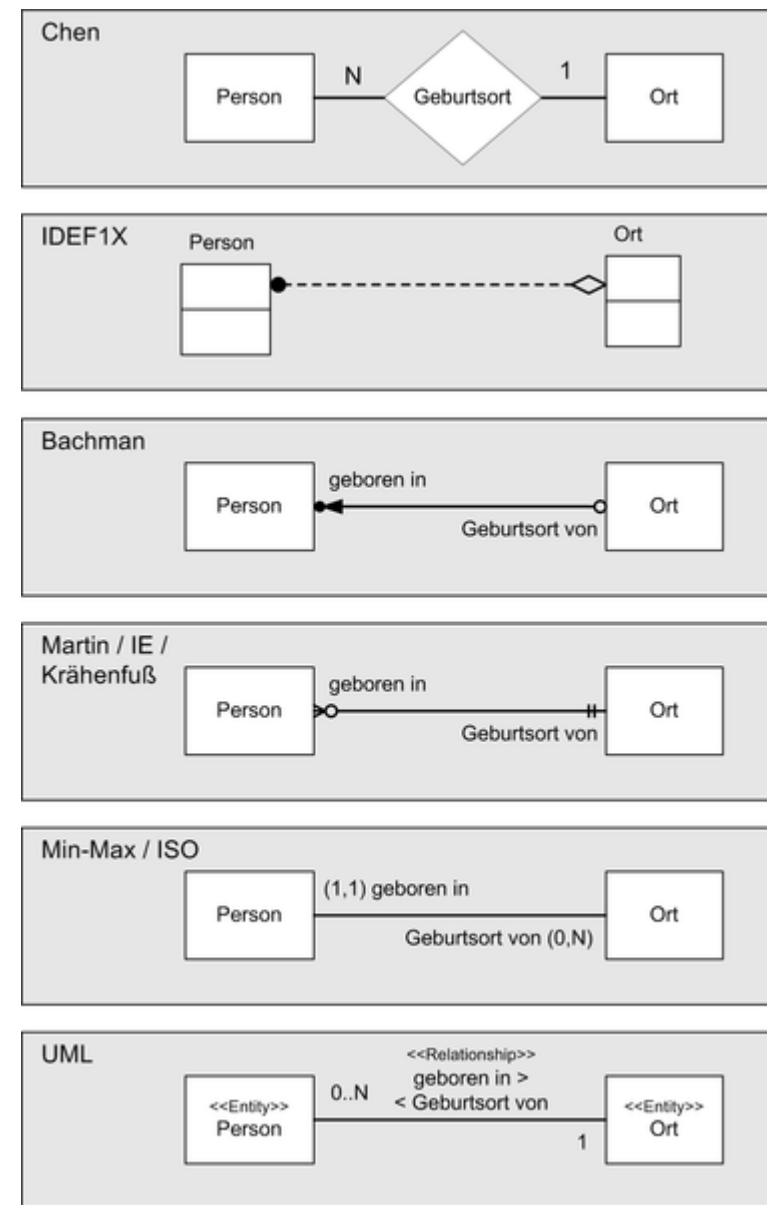 Chen
Person
N
Geburtsort
1
Ort
IDEF1X
Person
Ort
Bachman
Person
geboren in
Geburtsort von
Ort
Martin / IE /
Krähenfuß
Person
geboren in
Geburtsort von
Ort
Min-Max / ISO
Person
(1,1) geboren in
Geburtsort von (0,N)
Ort
UML
<<Entity>>
Person
0..N
<<Relationship>>
geboren in >
< Geburtsort von
1
<<Entity>>
Ort